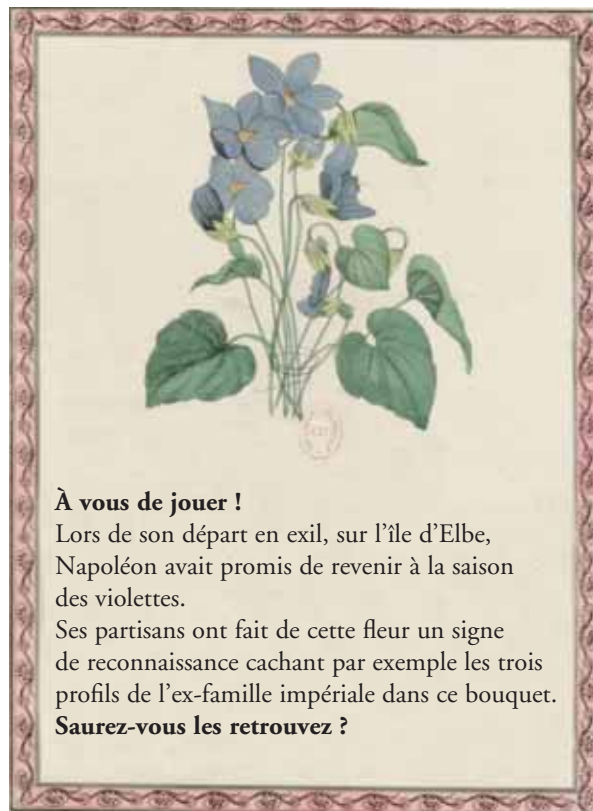 À vous de jouer !
Lors de son départ en exil, sur l’île d’Elbe,
Napoléon avait promis de revenir à la saison
des violettes.
Ses partisans ont fait de cette fleur un signe
de reconnaissance cachant par exemple les trois
profils de l’ex-famille impériale dans ce bouquet.
Saurez-vous les retrouvez ?